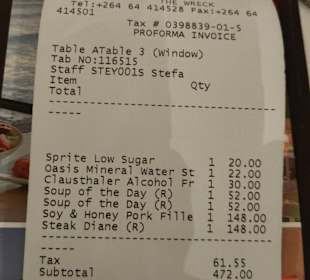 THE WRECK
Tel:+264 64 414528 Fax:+264 64
414501
Tax # 0398839-01-5
PROFORMA INVOICE
Table ATable 3 (Window)
Tab NO:116515
Staff STEY001S Stefa
Item Qty
Total
Sprite Low Sugar 1 20.00
Oasis Mineral Water St 1 22.00
Clausthaler Alcohol Fr 1 30.00
Soup of the Day (R) 1 52.00
Soup of the Day (R) 1 52.00
Soy & Honey Pork Fille 1 148.00
Steak Diane (R) 1 148.00
Tax 61.55
Subtotal 472.00